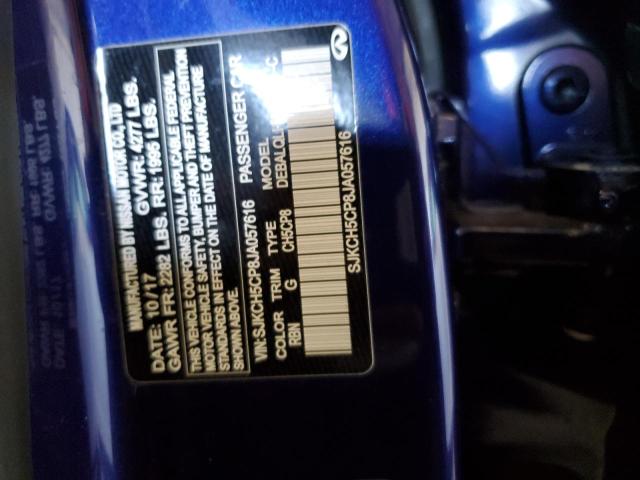 MANUFACTURED BY NISSAN MOTOR CO., LTD
DATE: 10/17 GVWR: 4277 LBS.
GAWR FR: 2282 LBS. RR: 1995 LBS.
THIS VEHICLE CONFORMS TO ALL APPLICABLE FEDERAL
MOTOR VEHICLE SAFETY, BUMPER AND THEFT PREVENTION
STANDARDS IN EFFECT ON THE DATE OF MANUFACTURE
SHOWN ABOVE.
VIN: SJKCH5CP8JA057616 PASSENGER CAR
COLOR TRIM TYPE MODEL
RBN G CH5CP8
SJKCH5CP8JA057616